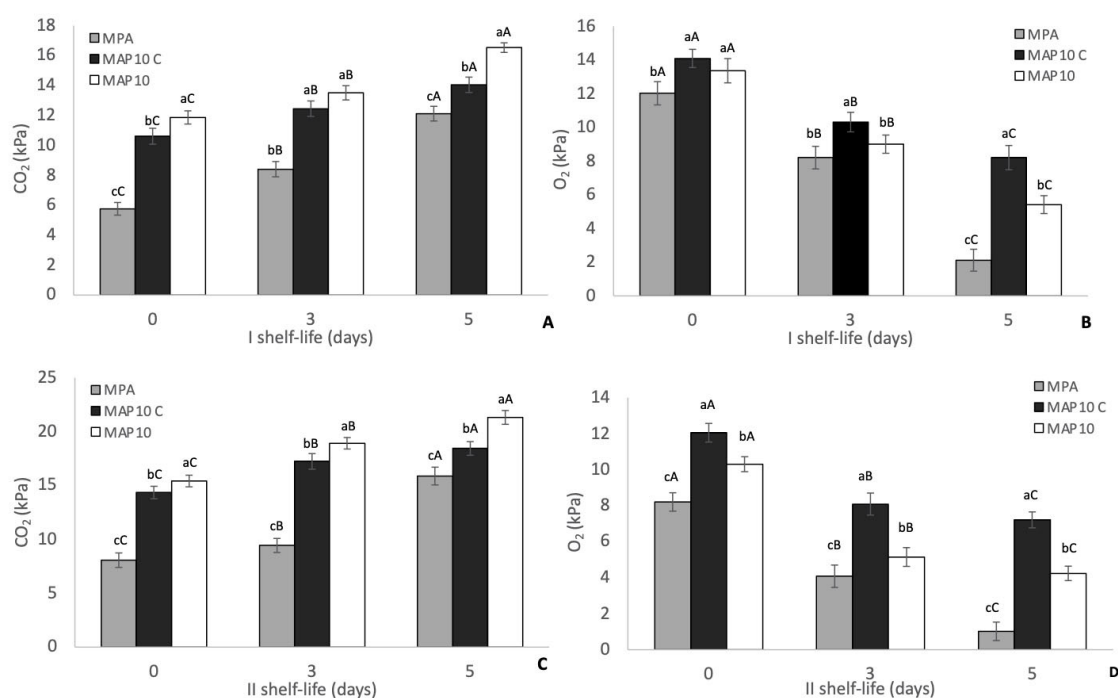 18
16
14
12
10
8
6
4
2
0
CO2 (kPa)
MPA
MAP10 C
MAP10
cC
bC
aC
bB
aB
aB
cA
bA
aA
0
3
5
I shelf-life (days)
A
16
14
12
10
8
6
4
2
0
O2 (kPa)
MPA
MAP10 C
MAP10
bA
aA
aA
bB
aB
bB
cC
aC
bC
0
3
5
I shelf-life (days)
B
25
20
15
10
5
0
CO2 (kPa)
MPA
MAP10 C
MAP10
cC
bC
aC
cB
bB
aB
cA
bA
aA
0
3
5
II shelf-life (days)
C
14
12
10
8
6
4
2
0
O2 (kPa)
MPA
MAP10 C
MAP10
cA
aA
bA
cB
aB
bB
cC
aC
bC
0
3
5
II shelf-life (days)
D